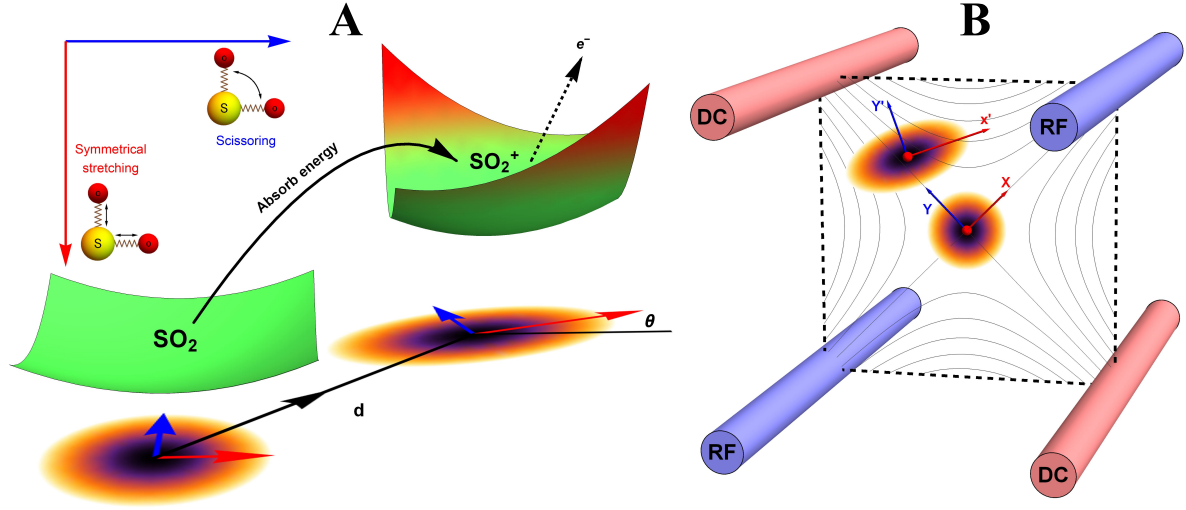 A
B
O
S
O
Scissoring
Symmetrical
stretching
O
S
O
Absorb energy
e⁻
SO₂⁺
SO₂
θ
d
DC
RF
Y'
x'
Y
X
RF
DC